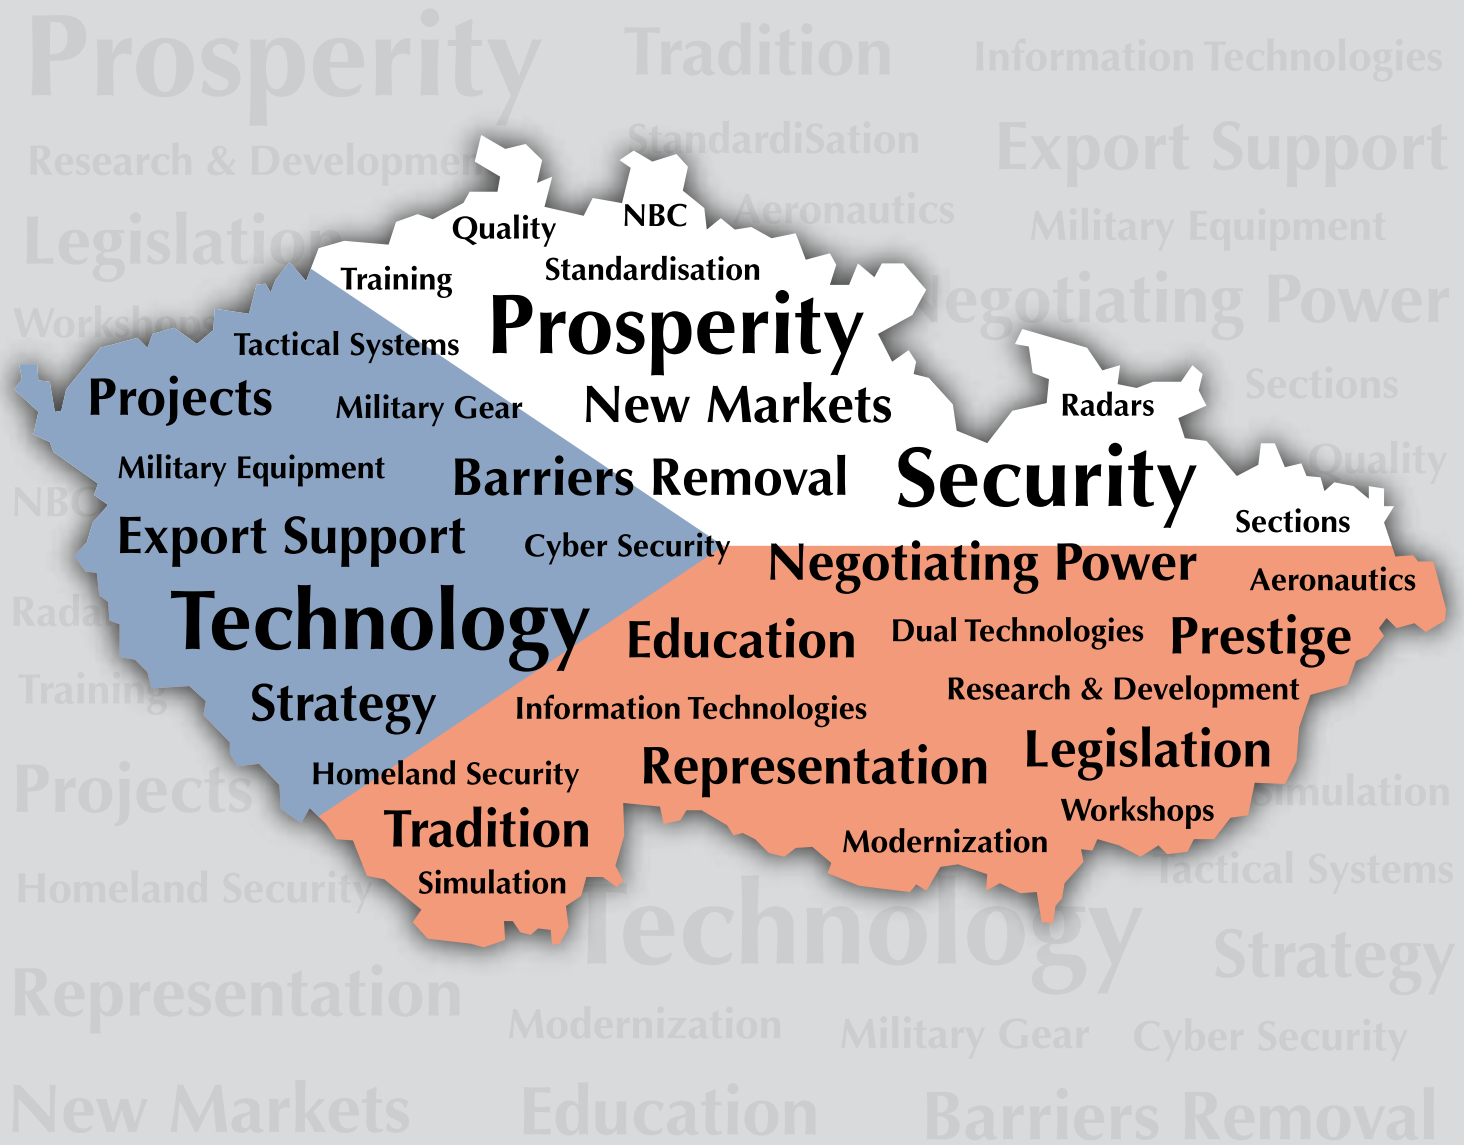 Prosperity
Tradition
Information Technologies
Research & Developmen
StandardiSation
Export Support
Legislation
Aeronautics
Military Equipment
Workshops
Negotiating Power
Sections
Quality
NBC
Quality
NBC
Training
Standardisation
Prosperity
Tactical Systems
Projects
Military Gear
New Markets
Radars
Military Equipment
Barriers Removal
Security
Export Support
Cyber Security
Sections
Negotiating Power
Aeronautics
Technology
Education
Dual Technologies
Prestige
Strategy
Information Technologies
Research & Development
Homeland Security
Representation
Legislation
Tradition
Modernization
Workshops
Simulation
Rada
Training
Projects
Simulation
Homeland Security
Tactical Systems
Technology
Strategy
Representation
Modernization
Military Gear
Cyber Security
New Markets
Education
Barriers Removal